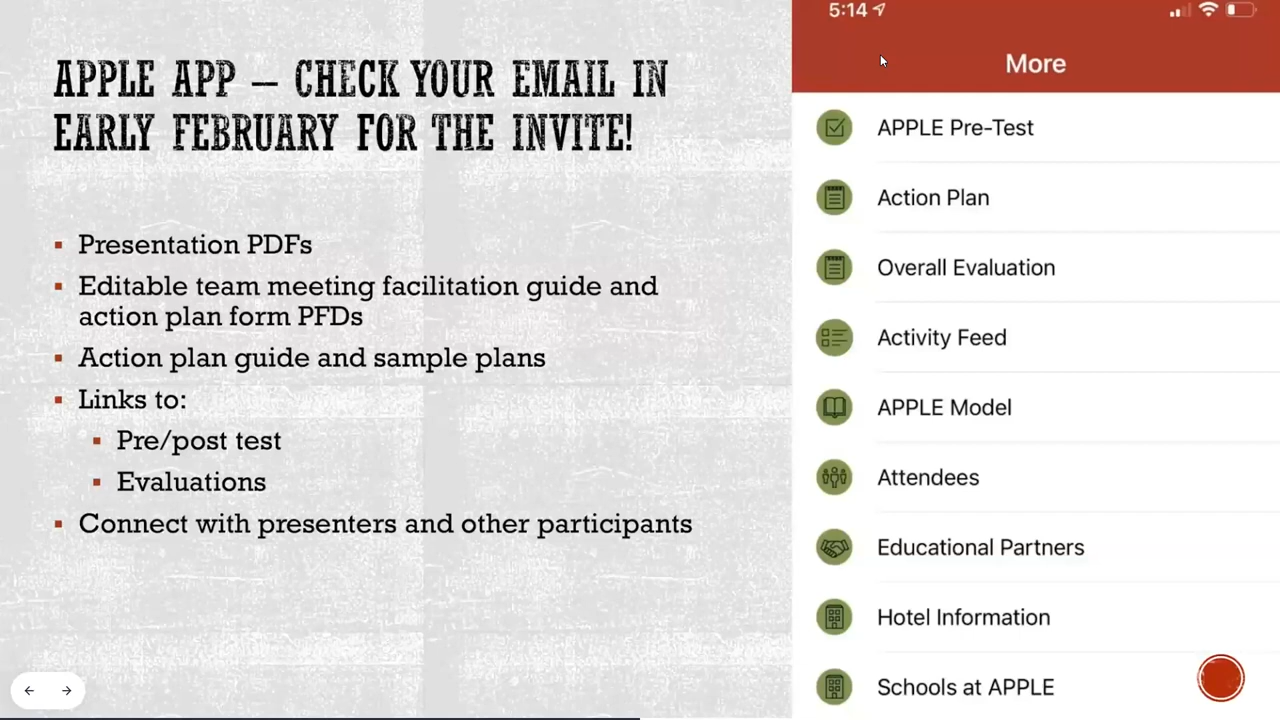 APPLE APP – CHECK YOUR EMAIL IN
EARLY FEBRUARY FOR THE INVITE!
Presentation PDFs
Editable team meeting facilitation guide and
action plan form PFDs
Action plan guide and sample plans
Links to:
Pre/post test
Evaluations
Connect with presenters and other participants
5:14
More
APPLE Pre-Test
Action Plan
Overall Evaluation
Activity Feed
APPLE Model
Attendees
Educational Partners
Hotel Information
Schools at APPLE